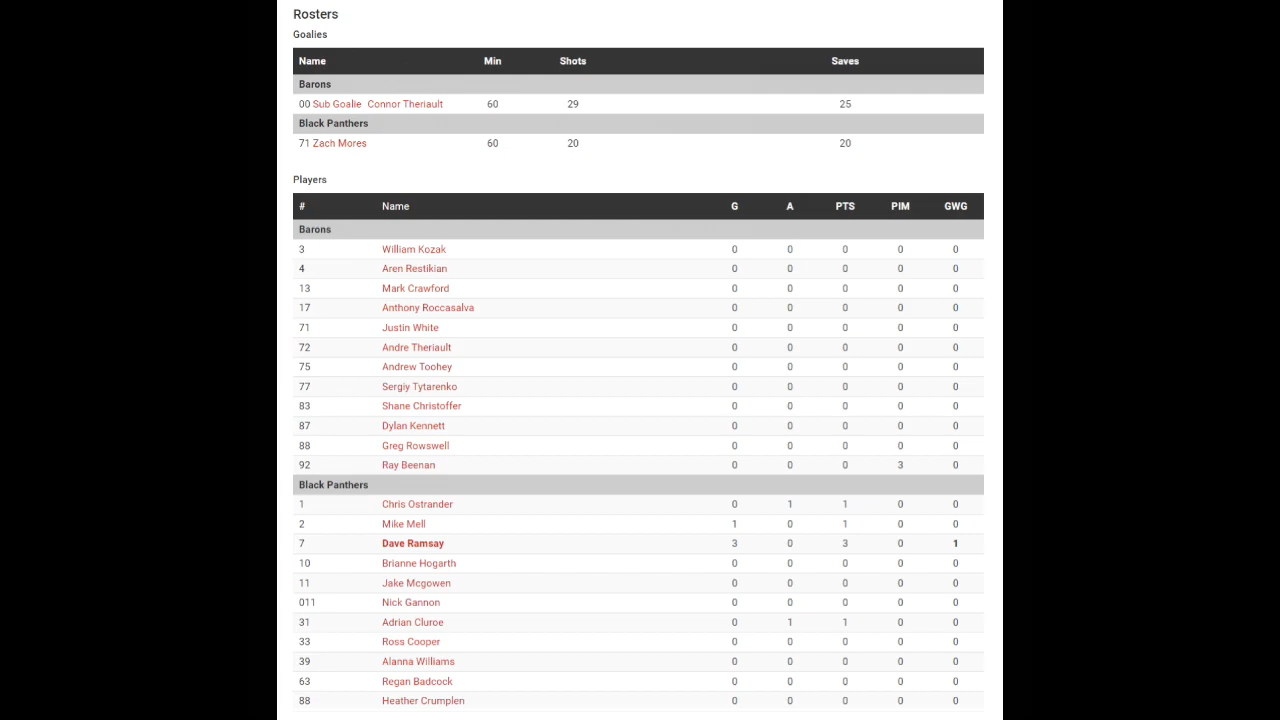 Rosters
Goalies
Name Min Shots Saves
Barons
00 Sub Goalie Connor Theriault 60 29 25
Black Panthers
71 Zach Mores 60 20 20
Players
# Name G A PTS PIM GWG
Barons
3 William Kozak 0 0 0 0 0
4 Aren Restikian 0 0 0 0 0
13 Mark Crawford 0 0 0 0 0
17 Anthony Roccasalva 0 0 0 0 0
71 Justin White 0 0 0 0 0
72 Andre Theriault 0 0 0 0 0
75 Andrew Toohey 0 0 0 0 0
77 Sergiy Tytarenko 0 0 0 0 0
83 Shane Christoffer 0 0 0 0 0
87 Dylan Kennett 0 0 0 0 0
88 Greg Rowswell 0 0 0 0 0
92 Ray Beenan 0 0 0 3 0
Black Panthers
1 Chris Ostrander 0 1 1 0 0
2 Mike Mell 1 0 1 0 0
7 Dave Ramsay 3 0 3 0 1
10 Brianne Hogarth 0 0 0 0 0
11 Jake Mcgowen 0 0 0 0 0
011 Nick Gannon 0 0 0 0 0
31 Adrian Cluroe 0 1 1 0 0
33 Ross Cooper 0 0 0 0 0
39 Alanna Williams 0 0 0 0 0
63 Regan Badcock 0 0 0 0 0
88 Heather Crumplen 0 0 0 0 0